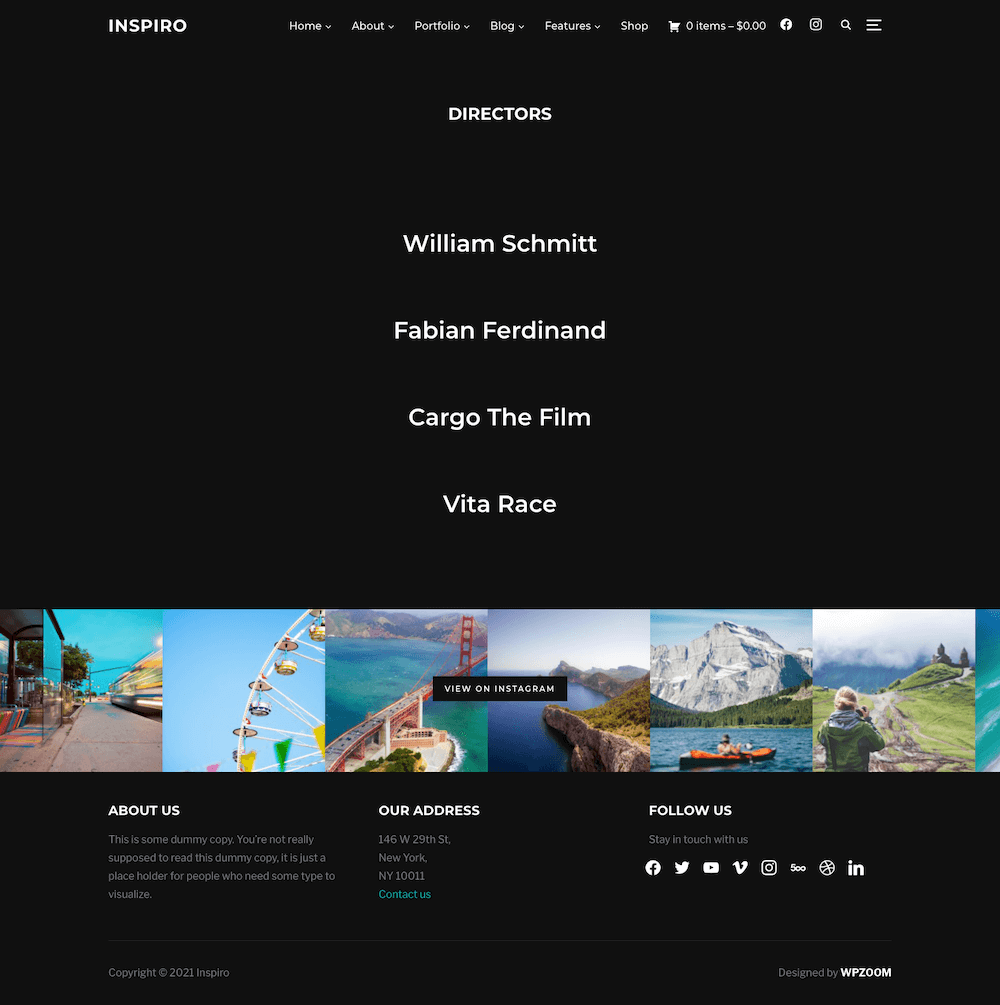 INSPIRO
Home About Portfolio Blog Features Shop 0 items – $0.00
DIRECTORS
William Schmitt
Fabian Ferdinand
Cargo The Film
Vita Race
VIEW ON INSTAGRAM
ABOUT US
This is some dummy copy. You're not really
supposed to read this dummy copy, it is just a
place holder for people who need some type to
visualize.
OUR ADDRESS
146 W 29th St,
New York,
NY 10011
Contact us
FOLLOW US
Stay in touch with us
500
in
Copyright © 2021 Inspiro
Designed by WPZOOM